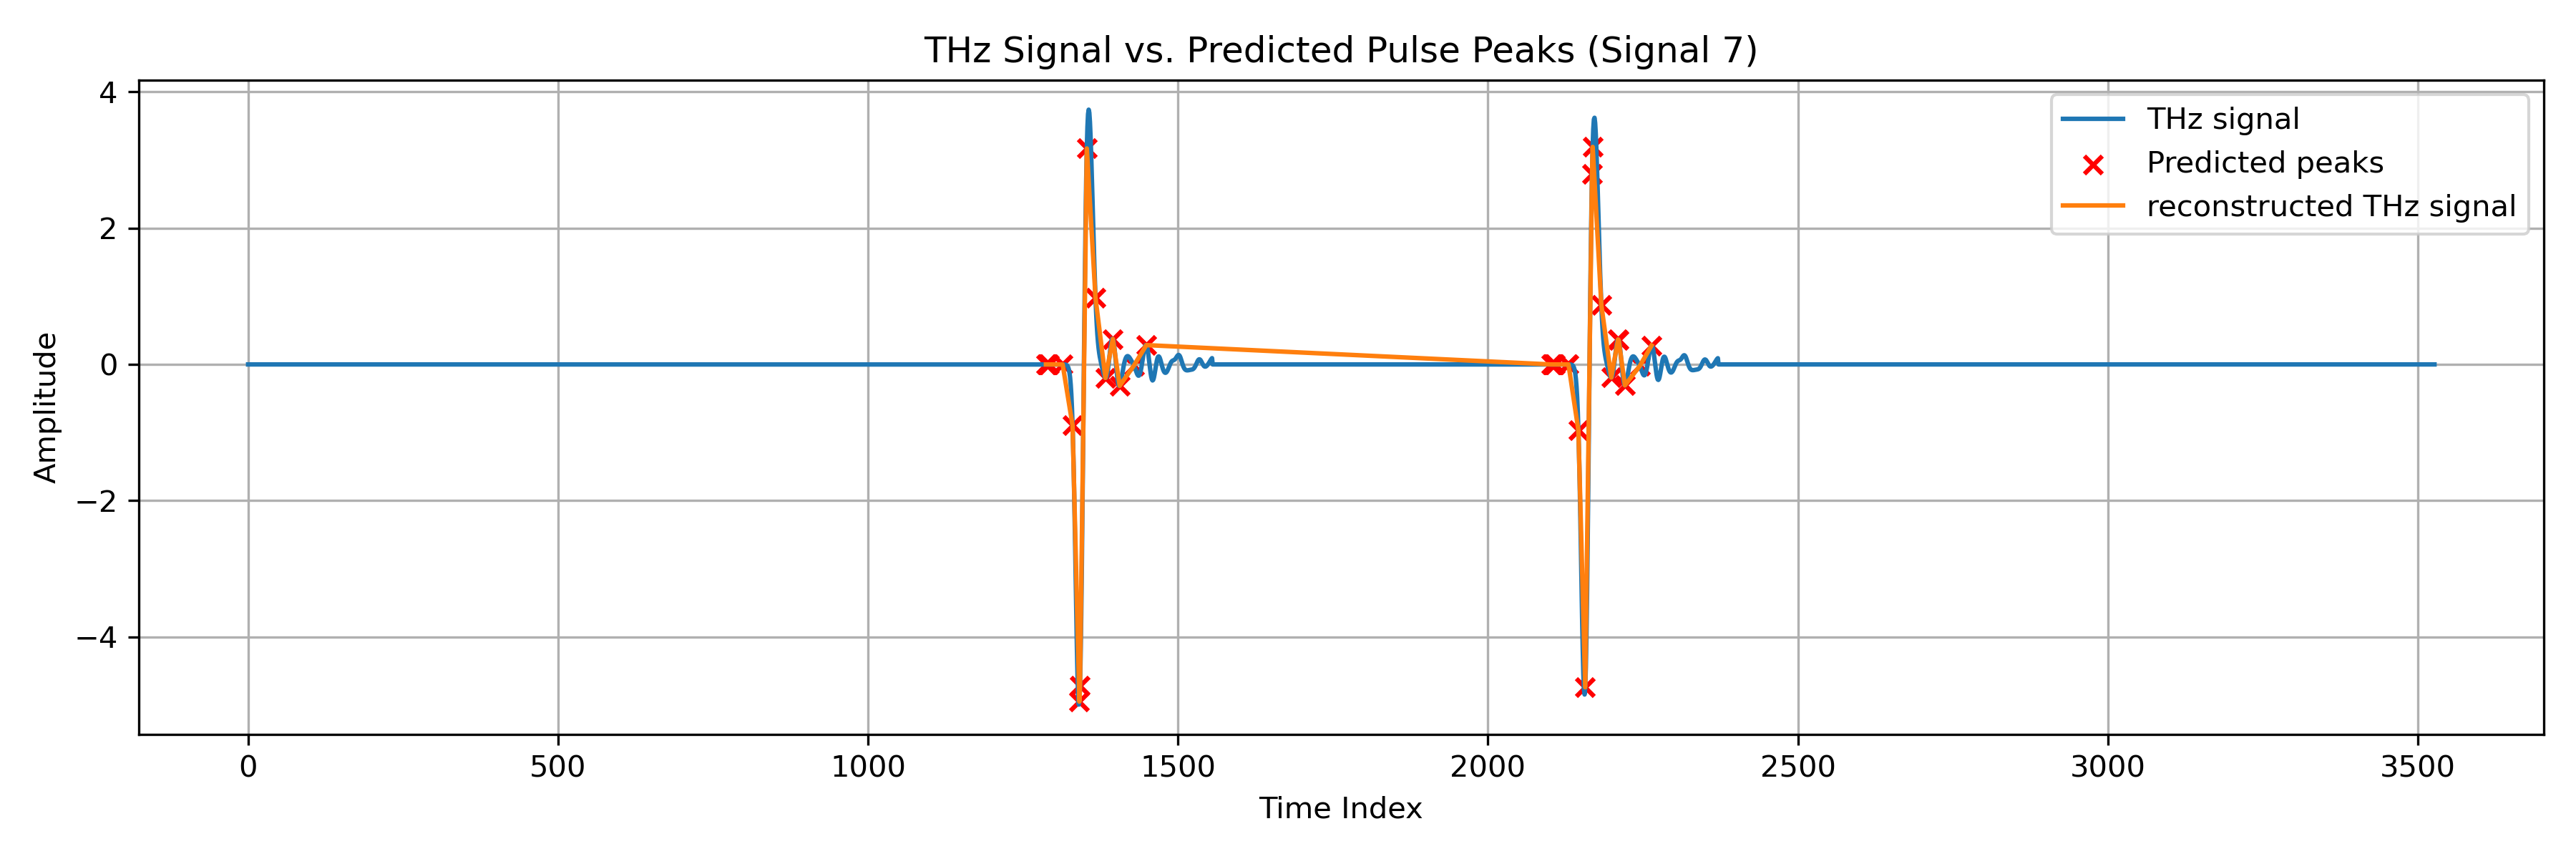 THz Signal vs. Predicted Pulse Peaks (Signal 7)
4
2
0
−2
−4
Amplitude
THz signal
Predicted peaks
reconstructed THz signal
0 500 1000 1500 2000 2500 3000 3500
Time Index